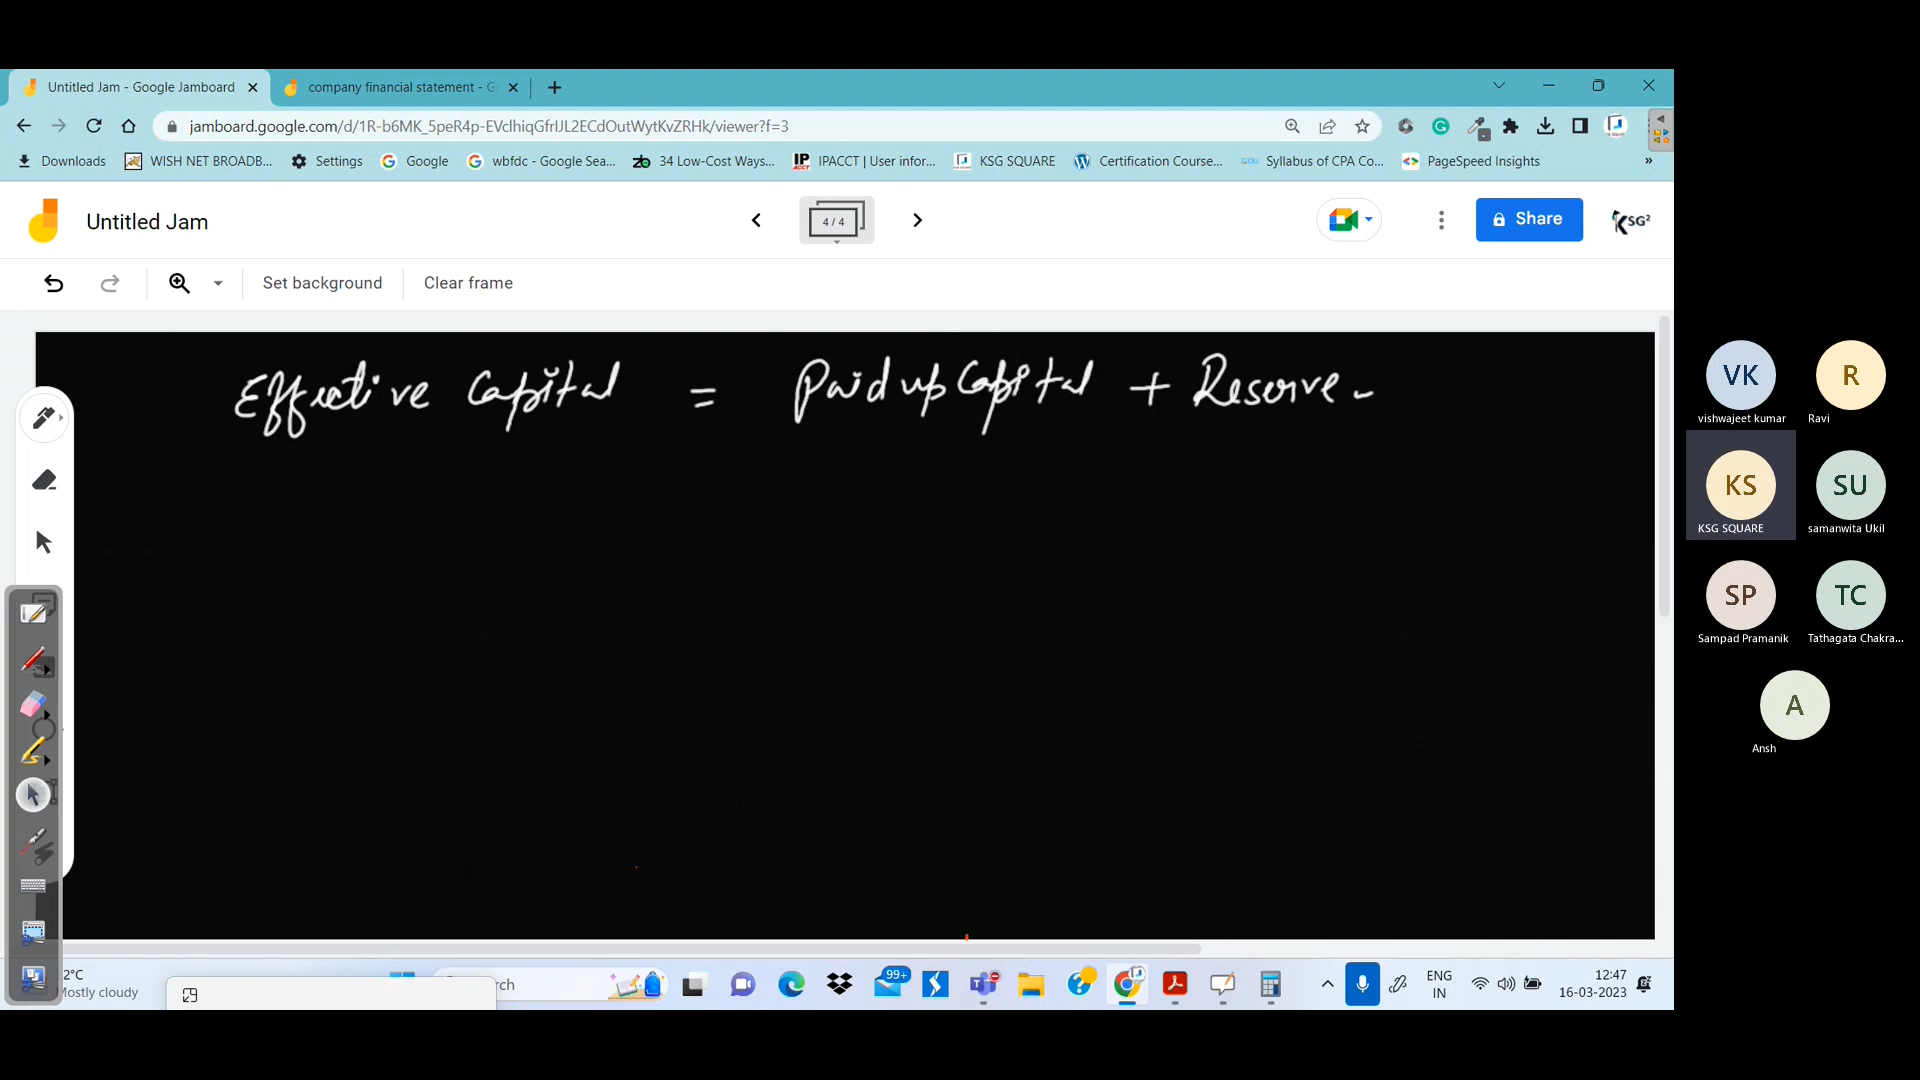 Untitled Jam - Google Jamboard
company financial statement - G
jamboard.google.com/d/1R-b6MK_5peR4p-EVclhiqGfrIJL2ECdOutWytKvZRHk/viewer?f=3
Downloads WISH NET BROADB... Settings Google wbfdc - Google Sea... 34 Low-Cost Ways... IPACCT | User infor... KSG SQUARE Certification Course... Syllabus of CPA Co... PageSpeed Insights »
Untitled Jam
4 / 4
Share
KSG²
Set background
Clear frame
Effective Capital = Paid up Capital + Reserve -
VK
vishwajeet kumar
R
Ravi
KS
KSG SQUARE
SU
samanwita Ukil
SP
Sampad Pramanik
TC
Tathagata Chakra...
A
Ansh
2°C
Mostly cloudy
rch
99+
ENG
IN
12:47
16-03-2023